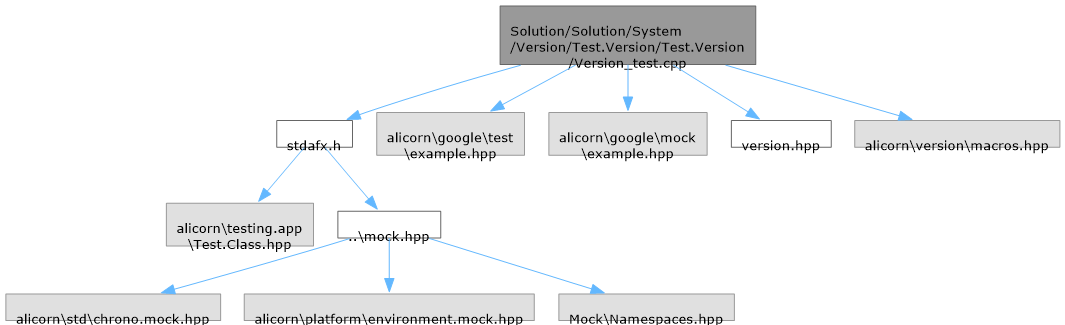 Solution/Solution/System
/Version/Test.Version/Test.Version
/Version_test.cpp
stdafx.h
alicorn\google\test
\example.hpp
alicorn\google\mock
\example.hpp
version.hpp
alicorn\version\macros.hpp
alicorn\testing.app
\Test.Class.hpp
..\mock.hpp
alicorn\std\chrono.mock.hpp
alicorn\platform\environment.mock.hpp
Mock\Namespaces.hpp